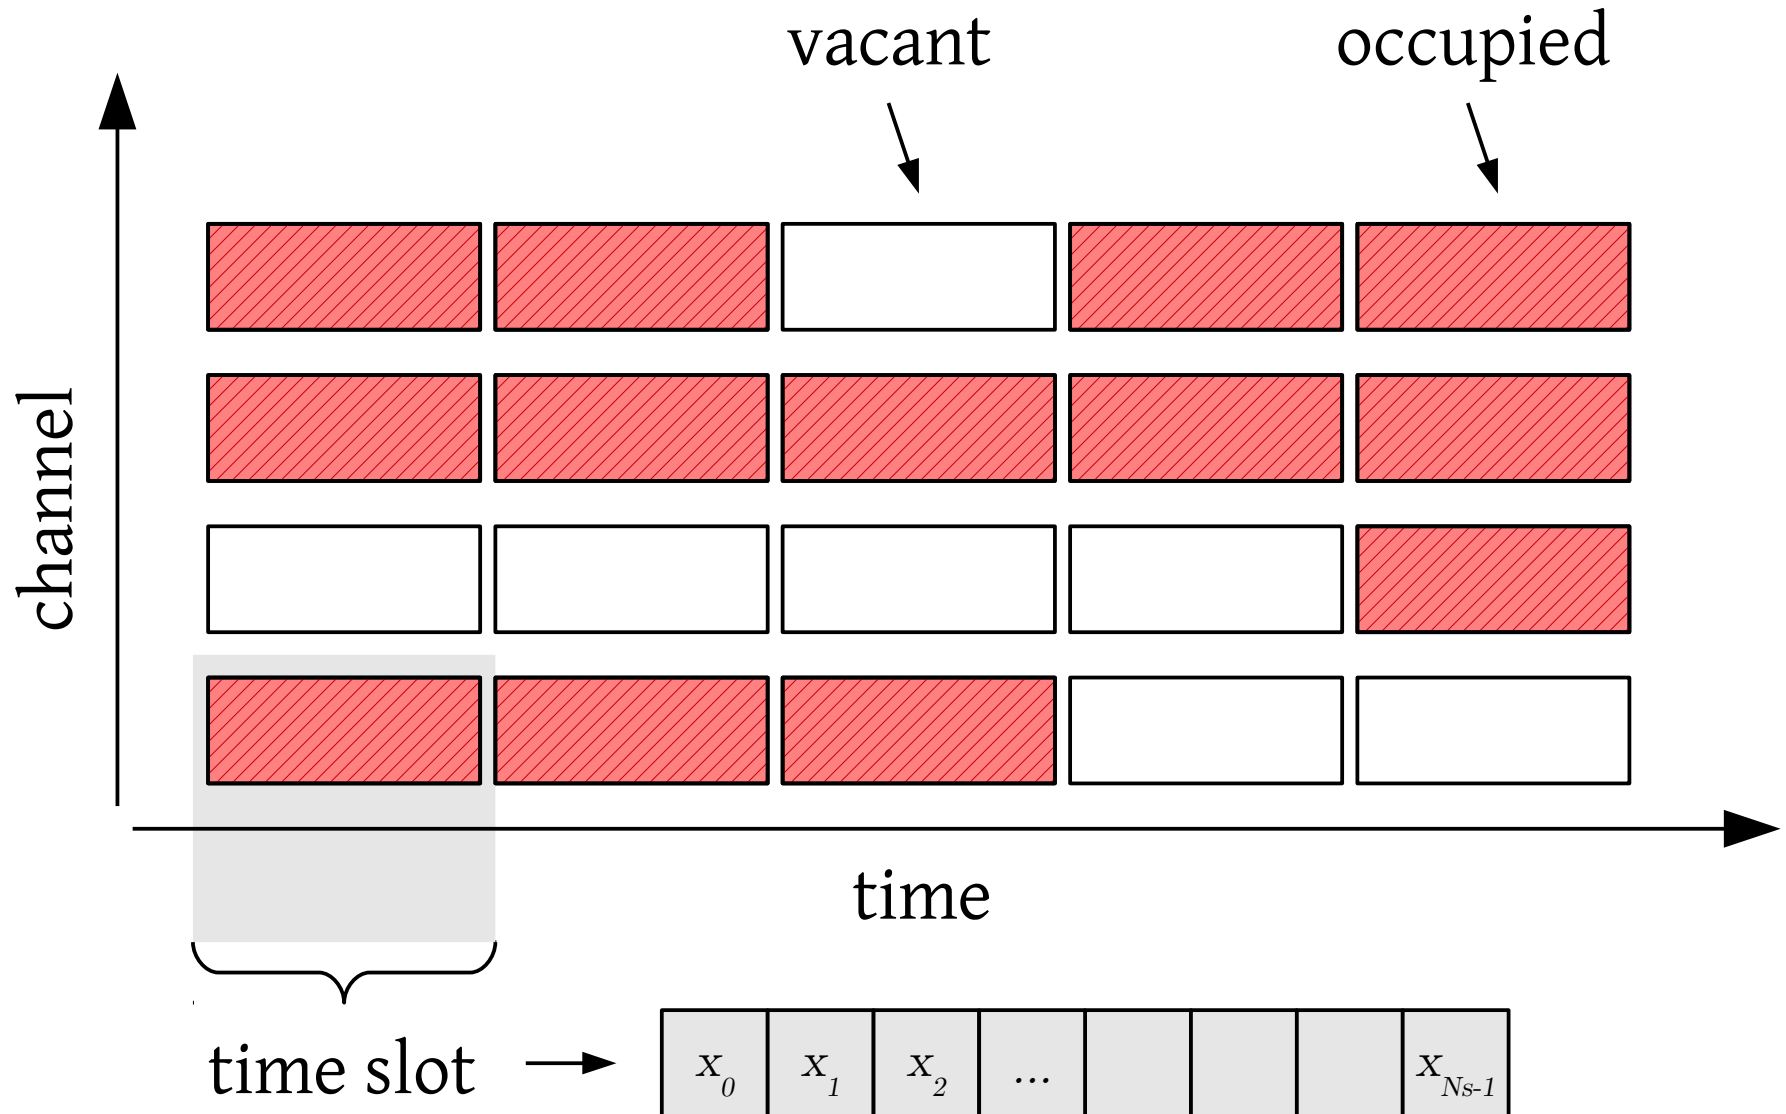 vacant
occupied
channel
time
time slot
x0 x1 x2 ... xNs-1